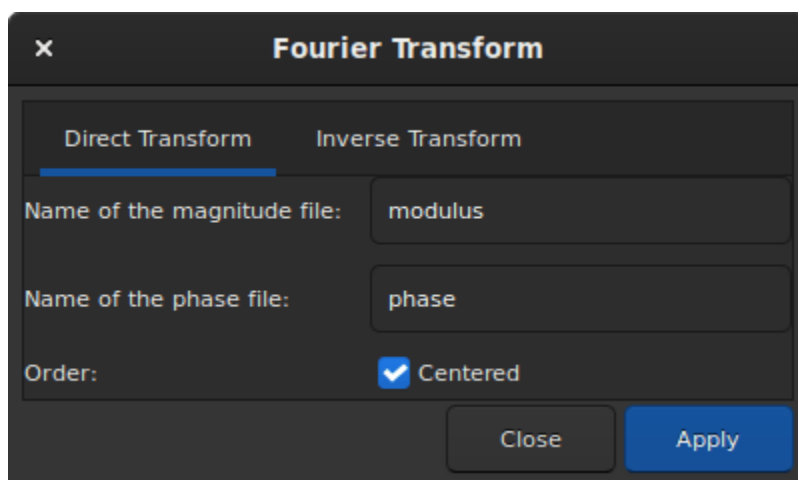 Fourier Transform
Direct Transform Inverse Transform
Name of the magnitude file: modulus
Name of the phase file: phase
Order: Centered
Close Apply